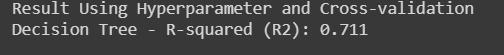 Result Using Hyperparameter and Cross-validation
Decision Tree - R-squared (R2): 0.711